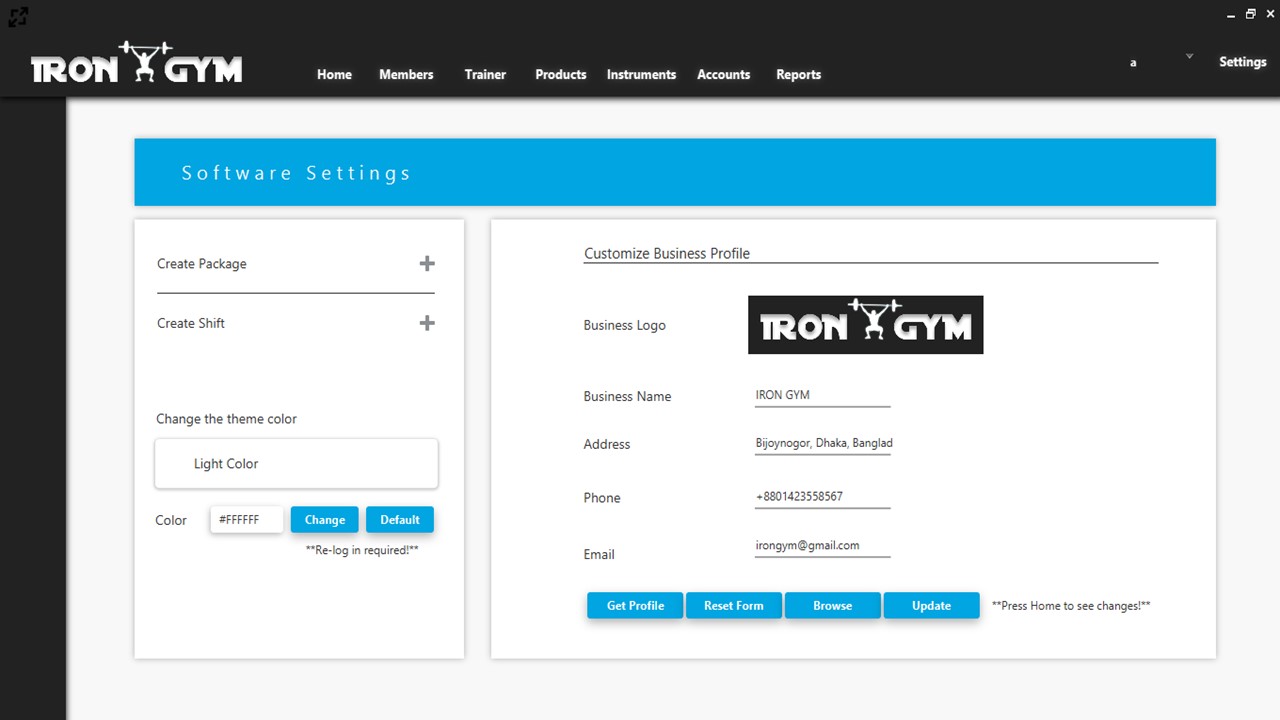 IRON GYM
Home Members Trainer Products Instruments Accounts Reports
a
Settings
Software Settings
Create Package
Create Shift
Change the theme color
Light Color
Color #FFFFFF Change Default
**Re-log in required!**
Customize Business Profile
Business Logo IRON GYM
Business Name IRON GYM
Address Bijoynogor, Dhaka, Banglad
Phone +8801423558567
Email irongym@gmail.com
Get Profile Reset Form Browse Update **Press Home to see changes!**